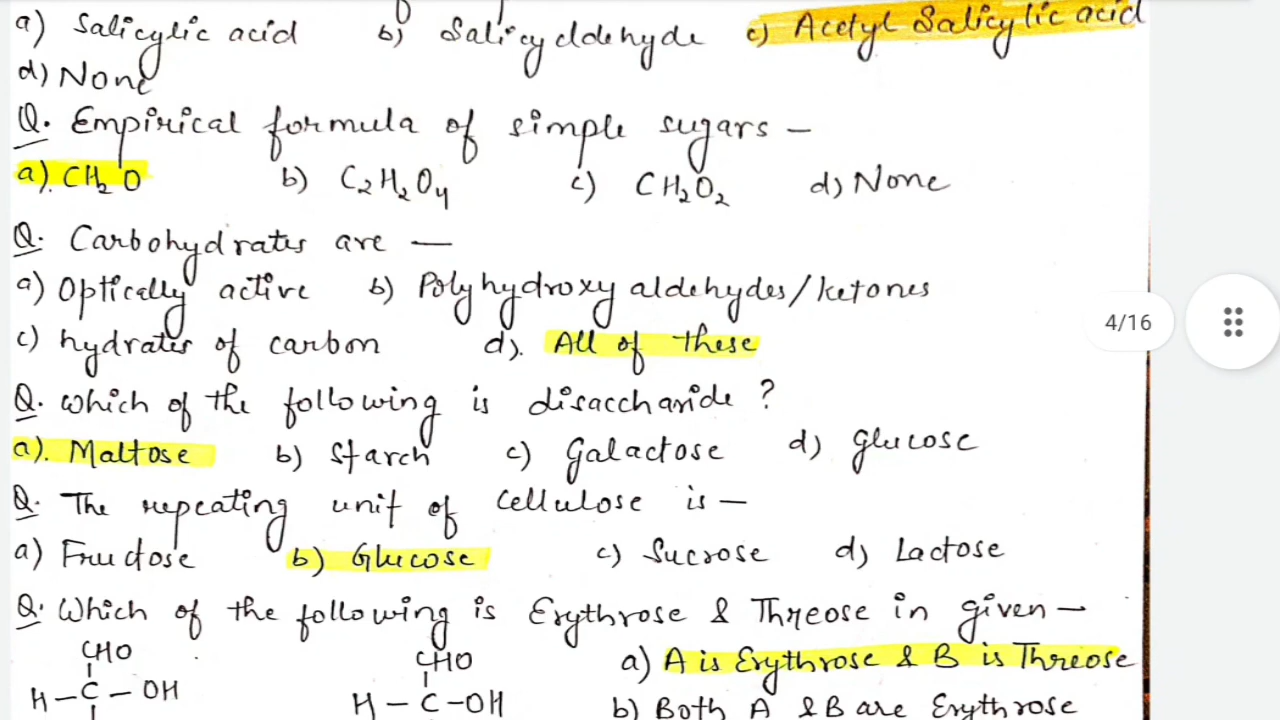 a) Salicylic acid b) Salicyldehyde c) Acetyl Salicylic acid
d) None
Q. Empirical formula of simple sugars –
a). CH₂O b) C₂H₂O₄ c) CH₂O₂ d) None
Q. Carbohydrates are —
a) Optically active b) Polyhydroxy aldehydes/ketones
c) hydrates of carbon d). All of these
Q. which of the following is disaccharide ?
a). Maltose b) Starch c) Galactose d) glucose
Q. The repeating unit of Cellulose is —
a) Fructose b) Glucose c) Sucrose d) Lactose
Q. Which of the following is Erythrose & Threose in given —
CHO CHO a) A is Erythrose & B is Threose
H–C–OH H–C–OH b) Both A & B are Erythrose
4/16